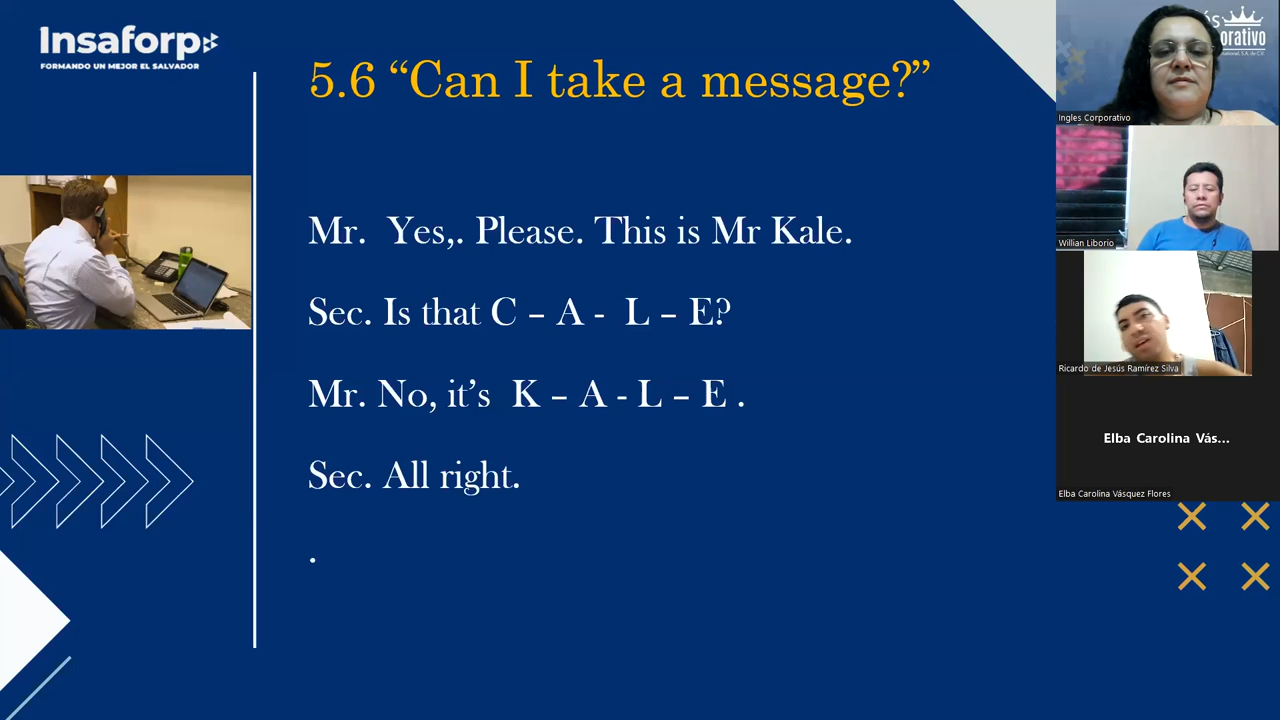 Insaforp
FORMANDO UN MEJOR EL SALVADOR
5.6 “Can I take a message?”
Mr.  Yes,. Please. This is Mr Kale.
Sec. Is that C – A -  L – E?
Mr. No, it’s  K – A - L – E .
Sec. All right.
.
orativo
Ingles Corporativo
Willian Liborio
Ricardo de Jesús Ramírez Silva
Elba Carolina Vás...
Elba Carolina Vásquez Flores